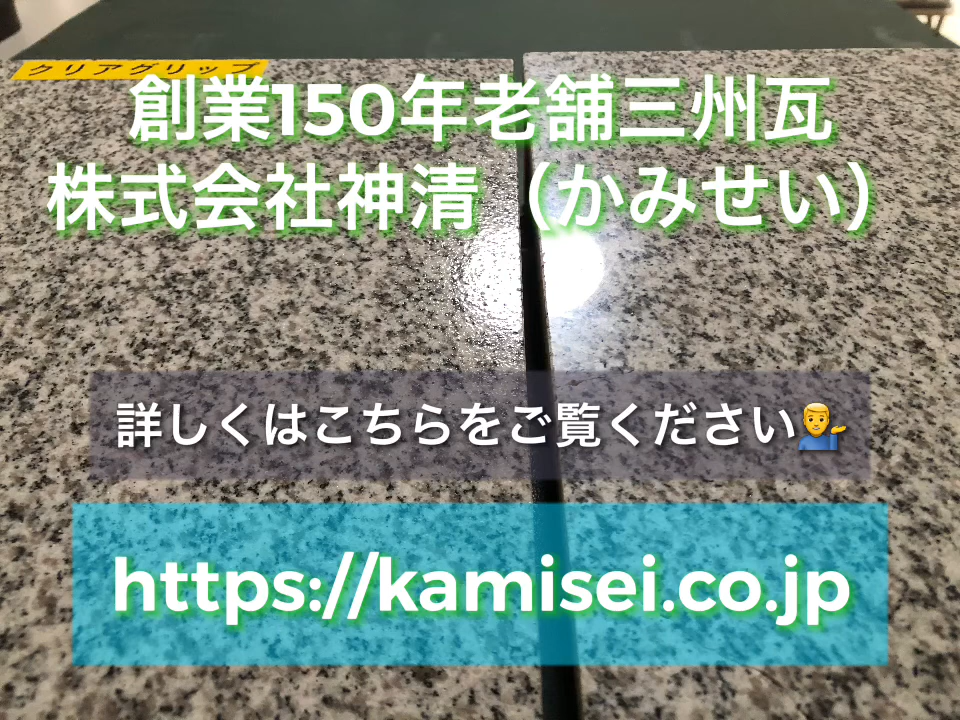 クリアグリップ
創業150年老舗三州瓦
株式会社神清（かみせい）
詳しくはこちらをご覧ください💁‍♂️
https://kamisei.co.jp